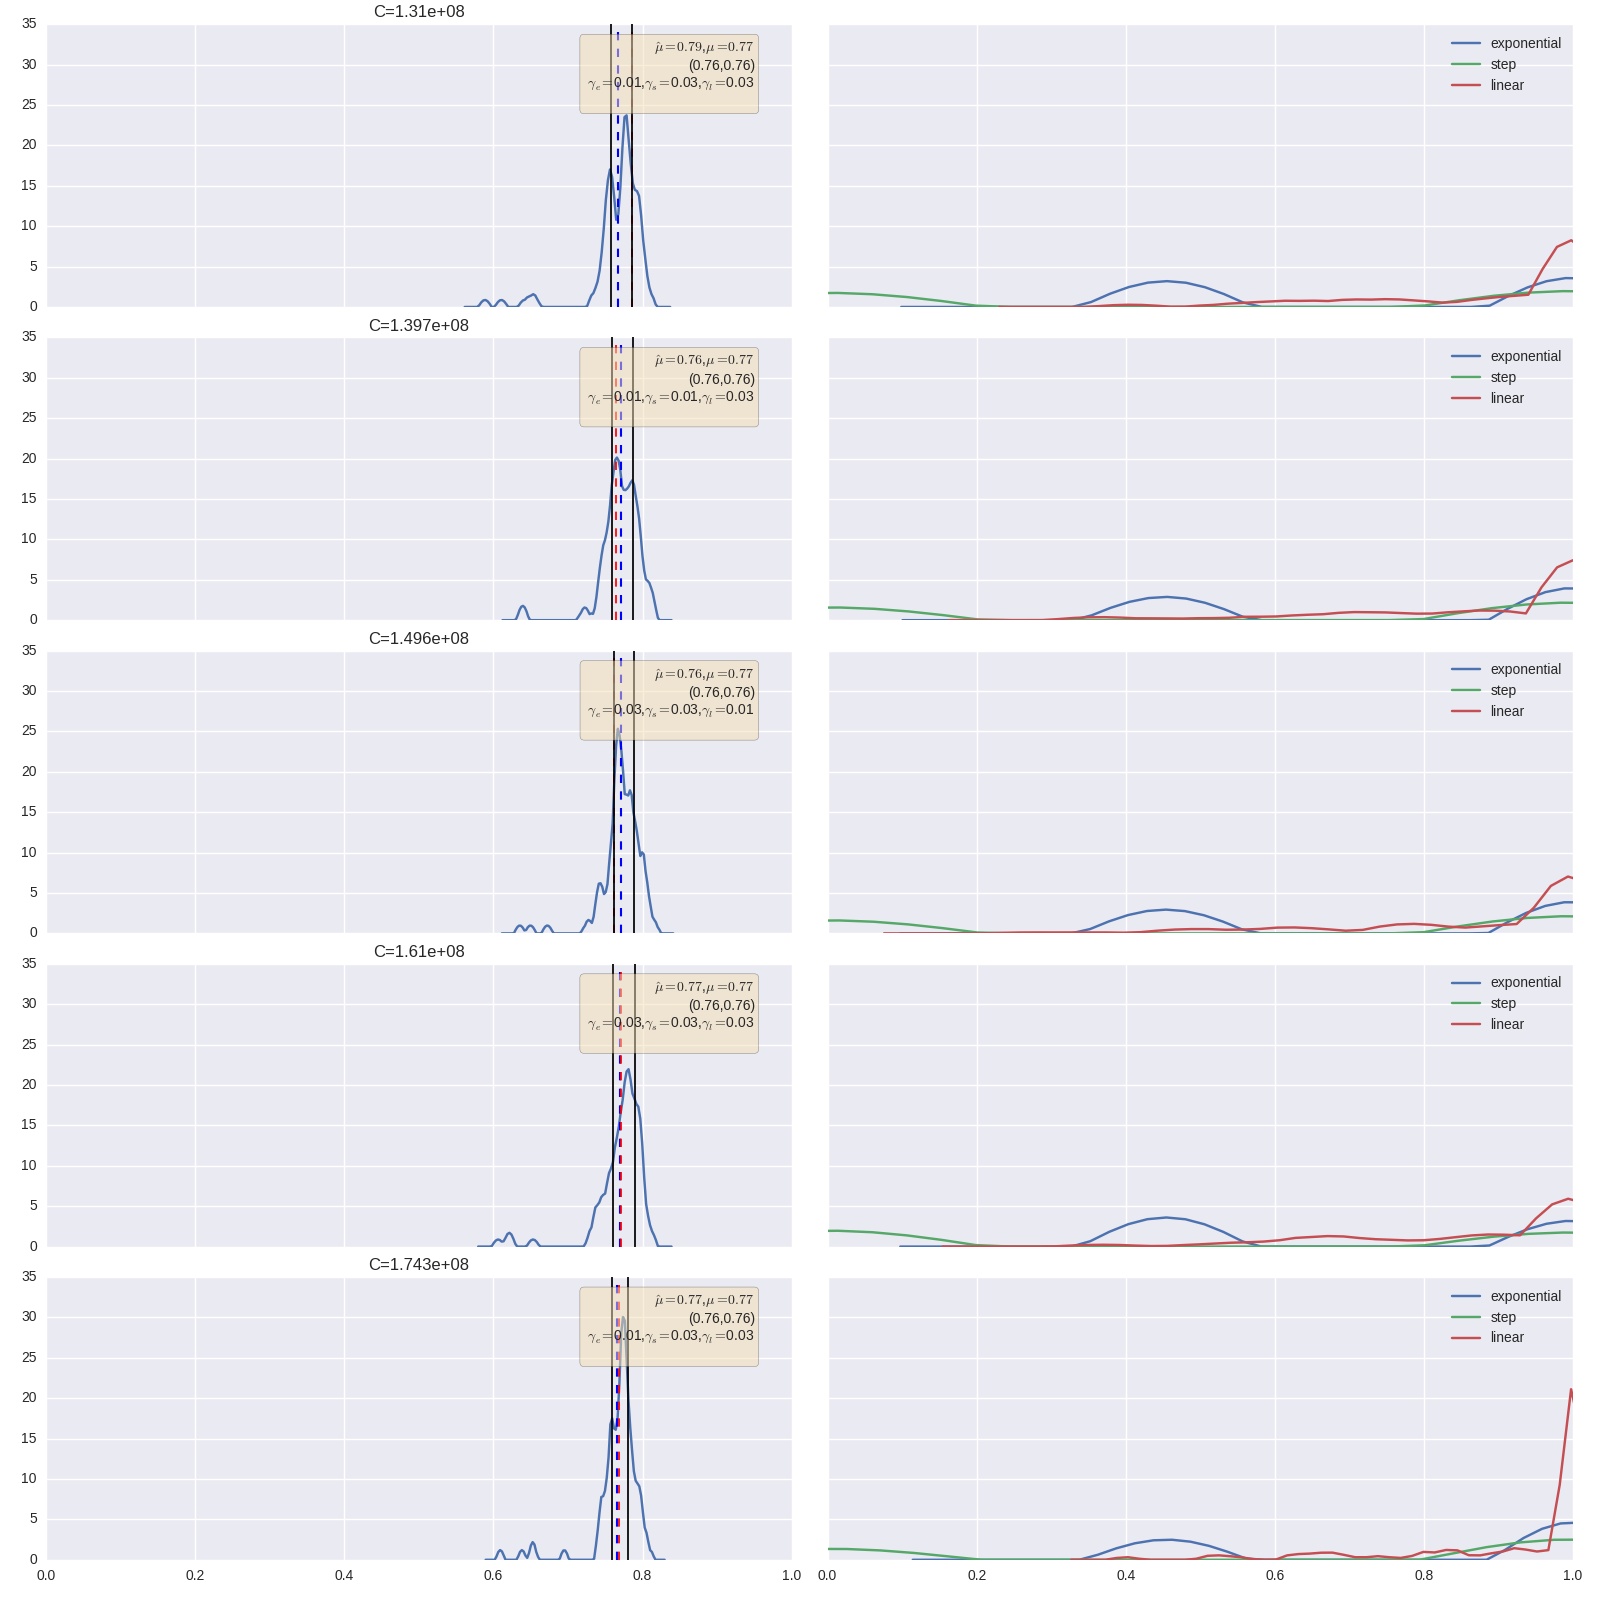 C=1.31e+08
35
30
25
20
15
10
5
0
μ̂=0.79,μ=0.77
(0.76,0.76)
γₑ=0.01,γₛ=0.03,γₗ=0.03
exponential
step
linear
C=1.397e+08
35
30
25
20
15
10
5
0
μ̂=0.76,μ=0.77
(0.76,0.76)
γₑ=0.01,γₛ=0.01,γₗ=0.03
exponential
step
linear
C=1.496e+08
35
30
25
20
15
10
5
0
μ̂=0.76,μ=0.77
(0.76,0.76)
γₑ=0.03,γₛ=0.03,γₗ=0.01
exponential
step
linear
C=1.61e+08
35
30
25
20
15
10
5
0
μ̂=0.77,μ=0.77
(0.76,0.76)
γₑ=0.03,γₛ=0.03,γₗ=0.03
exponential
step
linear
C=1.743e+08
35
30
25
20
15
10
5
0
μ̂=0.77,μ=0.77
(0.76,0.76)
γₑ=0.01,γₛ=0.03,γₗ=0.03
exponential
step
linear
0.0 0.2 0.4 0.6 0.8 1.0
0.0 0.2 0.4 0.6 0.8 1.0